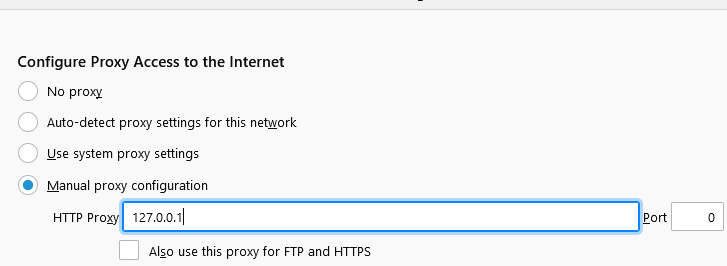 Configure Proxy Access to the Internet
No proxy
Auto-detect proxy settings for this network
Use system proxy settings
Manual proxy configuration
HTTP Proxy 127.0.0.1 Port 0
Also use this proxy for FTP and HTTPS